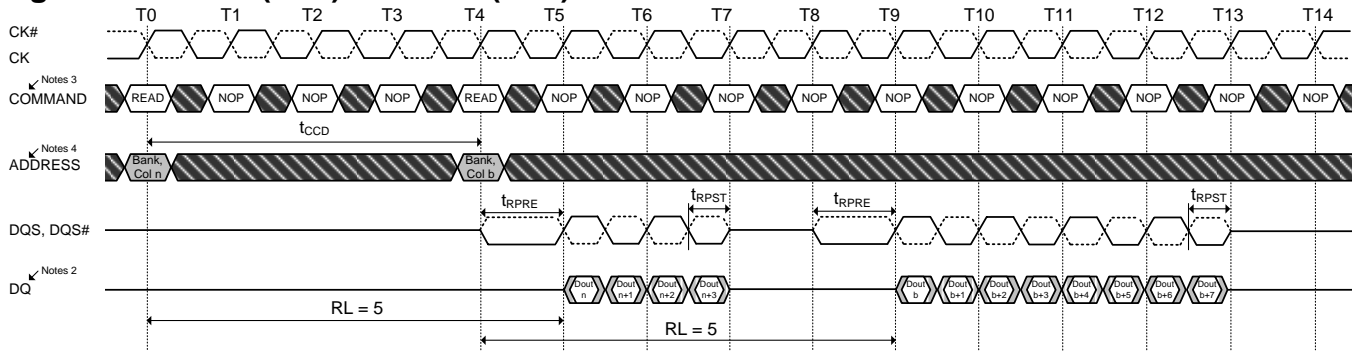 T0 T1 T2 T3 T4 T5 T6 T7 T8 T9 T10 T11 T12 T13 T14
CK#
CK
Notes 3
COMMAND READ NOP NOP NOP READ NOP NOP NOP NOP NOP NOP NOP NOP NOP NOP
tCCD
Notes 4
ADDRESS
Bank, Col n
Bank, Col b
tRPRE tRPST tRPRE tRPST
DQS, DQS#
Notes 2
DQ
Dout n Dout n+1 Dout n+2 Dout n+3 Dout b Dout b+1 Dout b+2 Dout b+3 Dout b+4 Dout b+5 Dout b+6 Dout b+7
RL = 5
RL = 5